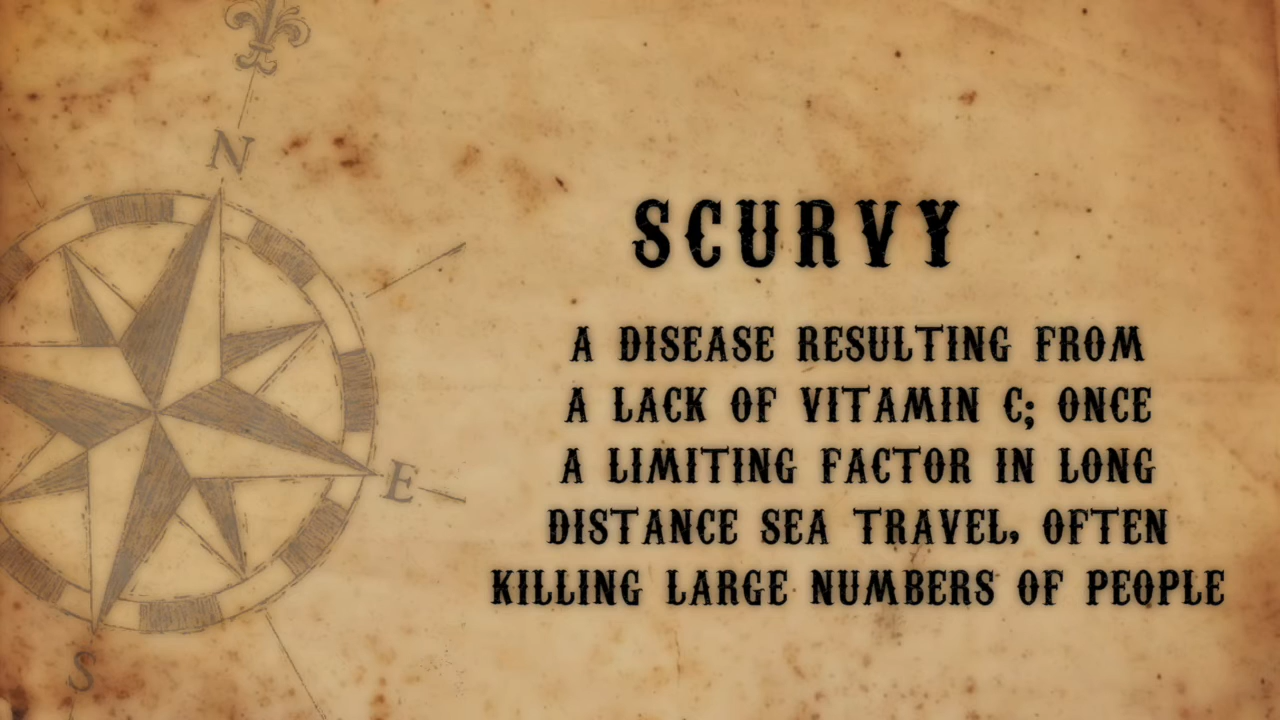 N
E
S
SCURVY
A DISEASE RESULTING FROM
A LACK OF VITAMIN C; ONCE
A LIMITING FACTOR IN LONG
DISTANCE SEA TRAVEL, OFTEN
KILLING LARGE NUMBERS OF PEOPLE